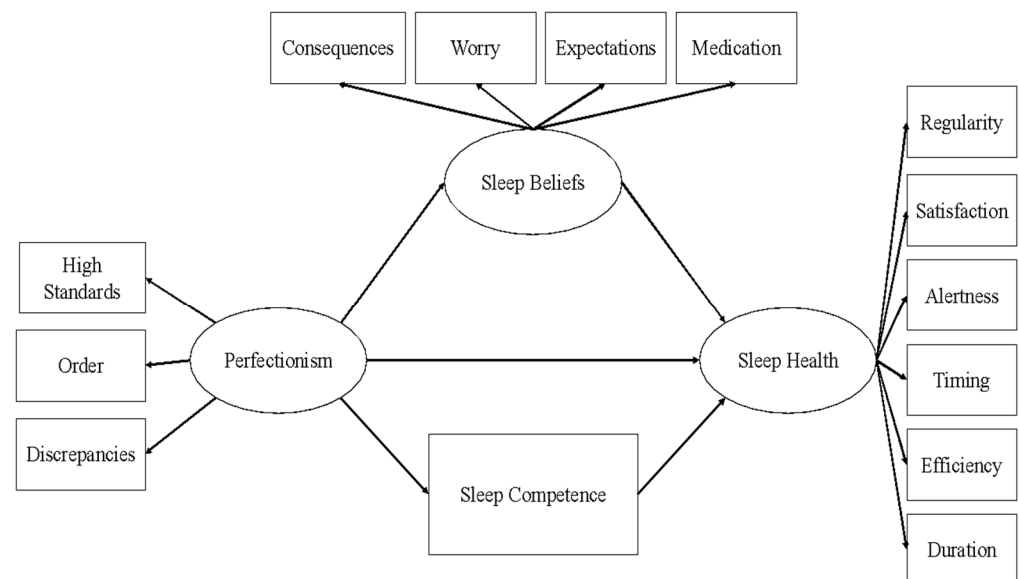 Consequences
Worry
Expectations
Medication
Regularity
Sleep Beliefs
Satisfaction
High
Standards
Alertness
Order
Perfectionism
Sleep Health
Timing
Discrepancies
Efficiency
Sleep Competence
Duration